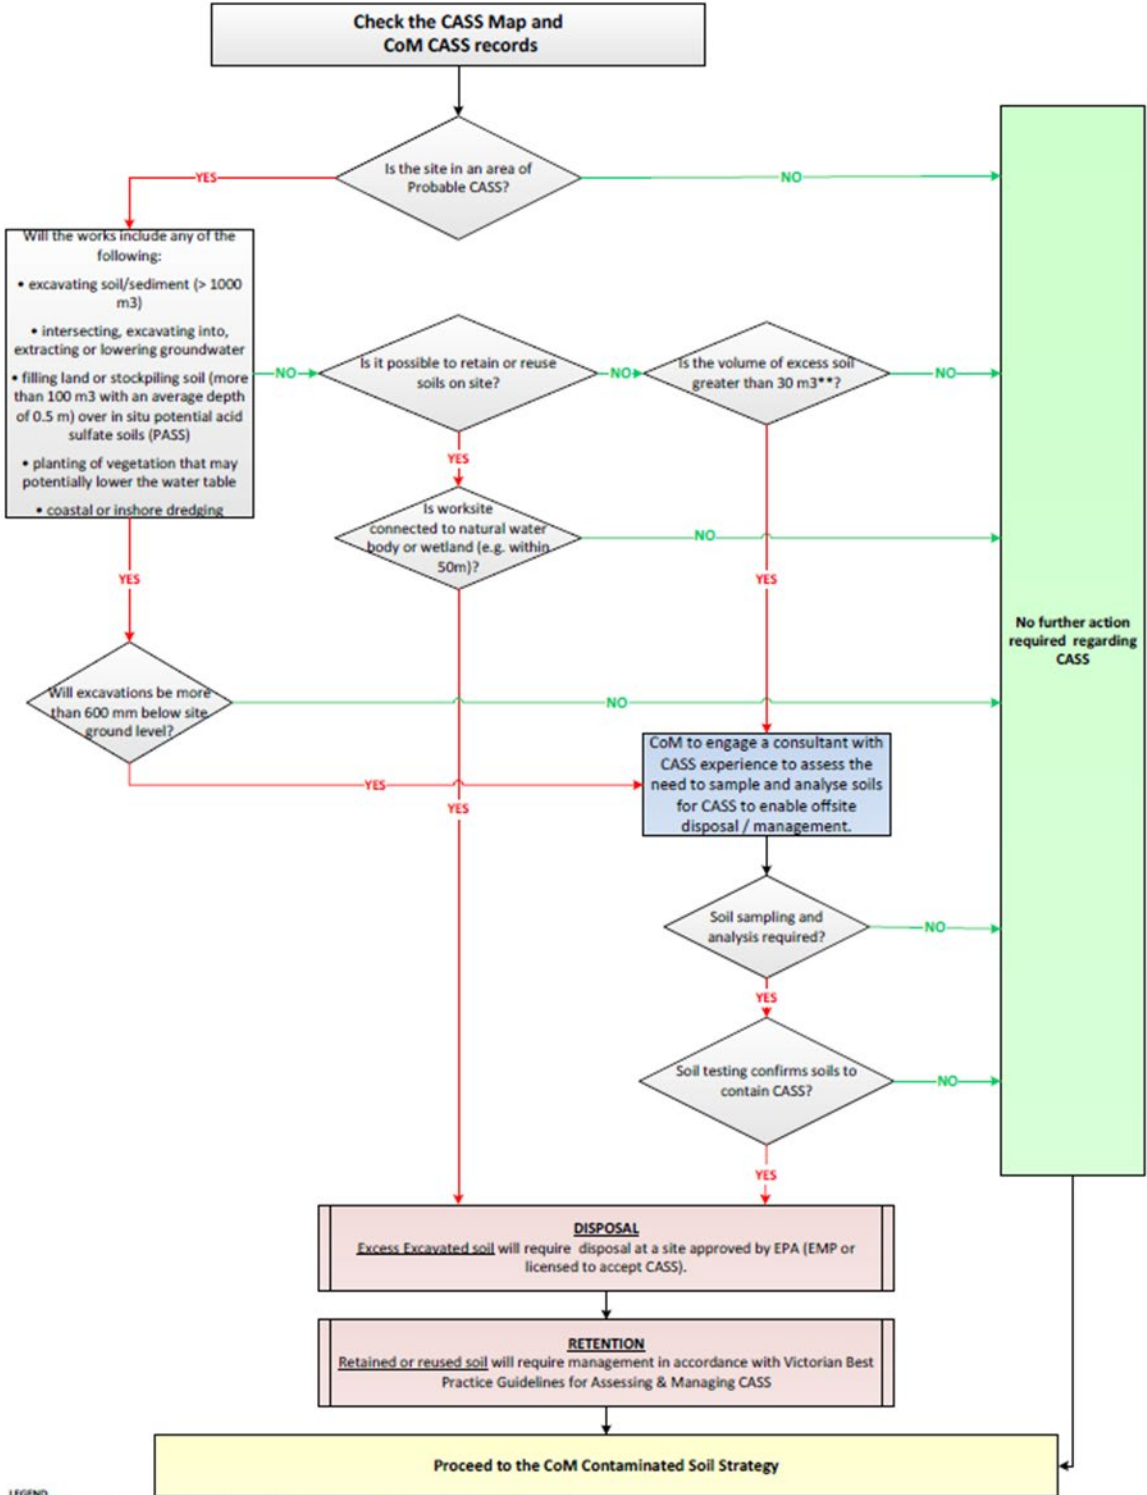 Check the CASS Map and
CoM CASS records
Is the site in an area of
Probable CASS?
YES
NO
Will the works include any of the
following:
• excavating soil/sediment (> 1000
m3)
• intersecting, excavating into,
extracting or lowering groundwater
• filling land or stockpiling soil (more
than 100 m3 with an average depth
of 0.5 m) over in situ potential acid
sulfate soils (PASS)
• planting of vegetation that may
potentially lower the water table
• coastal or inshore dredging
NO
Is it possible to retain or reuse
soils on site?
NO
Is the volume of excess soil
greater than 30 m3**?
NO
YES
Is worksite
connected to natural water
body or wetland (e.g. within
50m)?
NO
YES
YES
No further action
required regarding
CASS
Will excavations be more
than 600 mm below site
ground level?
NO
YES
YES
CoM to engage a consultant with
CASS experience to assess the
need to sample and analyse soils
for CASS to enable offsite
disposal / management.
Soil sampling and
analysis required?
NO
YES
Soil testing confirms soils to
contain CASS?
NO
YES
DISPOSAL
Excess Excavated soil will require disposal at a site approved by EPA (EMP or
licensed to accept CASS).
RETENTION
Retained or reused soil will require management in accordance with Victorian Best
Practice Guidelines for Assessing & Managing CASS
Proceed to the CoM Contaminated Soil Strategy
LEGEND